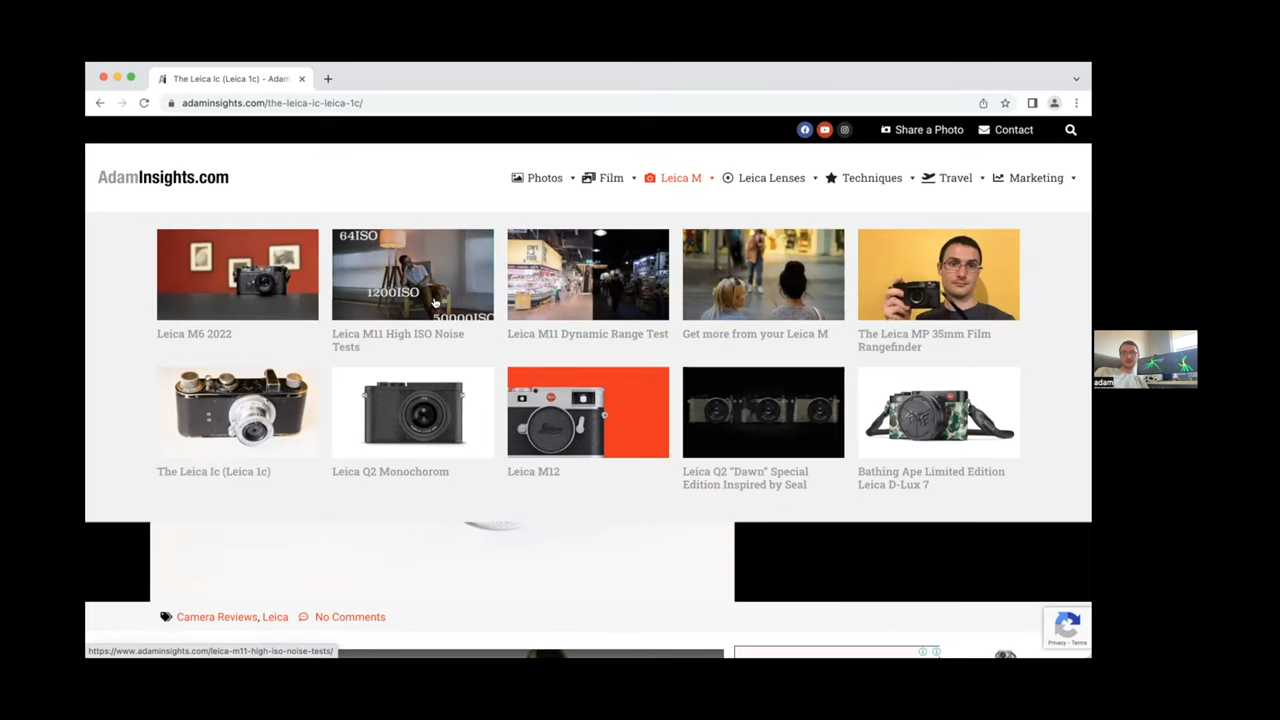 The Leica Ic (Leica 1c) - Adam
adaminsights.com/the-leica-ic-leica-1c/
Share a Photo Contact
AdamInsights.com
Photos Film Leica M Leica Lenses Techniques Travel Marketing
64ISO
1200ISO
50000ISO
Leica M6 2022
Leica M11 High ISO Noise
Tests
Leica M11 Dynamic Range Test
Get more from your Leica M
The Leica MP 35mm Film
Rangefinder
The Leica Ic (Leica 1c)
Leica Q2 Monochorom
Leica M12
Leica Q2 "Dawn" Special
Edition Inspired by Seal
Bathing Ape Limited Edition
Leica D-Lux 7
adam
Camera Reviews, Leica No Comments
Privacy - Terms
https://www.adaminsights.com/leica-m11-high-iso-noise-tests/